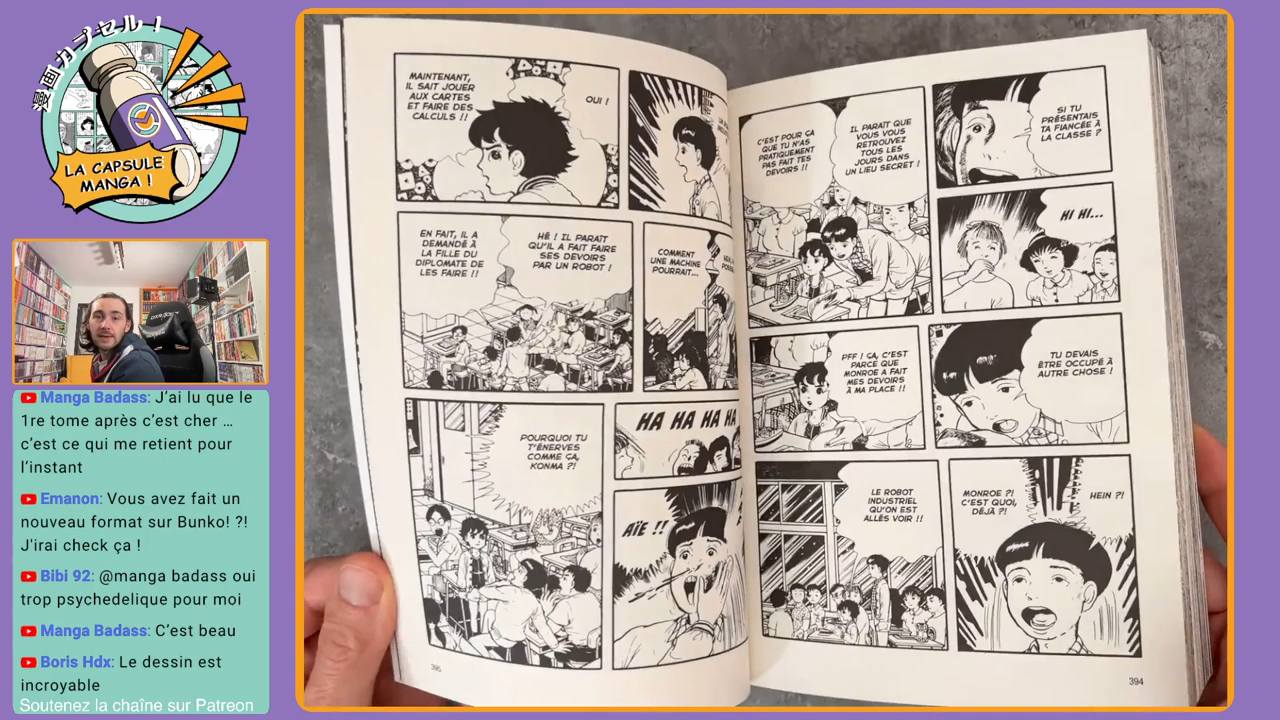 漫画カプセル！
LA CAPSULE
MANGA !
Manga Badass: J'ai lu que le
1re tome après c'est cher …
c'est ce qui me retient pour
l'instant
Emanon: Vous avez fait un
nouveau format sur Bunko! ?!
J'irai check ça !
Bibi 92: @manga badass oui
trop psychedelique pour moi
Manga Badass: C'est beau
Boris Hdx: Le dessin est
incroyable
Soutenez la chaîne sur Patreon
SI TU
PRÉSENTAIS
TA FIANCÉE À
LA CLASSE ?
IL PARAÎT QUE
VOUS VOUS
RETROUVEZ
TOUS LES
JOURS DANS
UN LIEU SECRET !
C'EST POUR ÇA
QUE TU N'AS
PRATIQUEMENT
PAS FAIT TES
DEVOIRS !!
HI HI...
TU DEVAIS
ÊTRE OCCUPÉ À
AUTRE CHOSE !
PFF ! ÇA, C'EST
PARCE QUE
MONROE A FAIT
MES DEVOIRS
À MA PLACE !!
HEIN ?!
MONROE ?!
C'EST QUOI,
DÉJÀ ?!
LE ROBOT
INDUSTRIEL
QU'ON EST
ALLÉS VOIR !!
394
OUI !
MAINTENANT,
IL SAIT JOUER
AUX CARTES
ET FAIRE DES
CALCULS !!
COMMENT
UNE MACHINE
POURRAIT...
HÉ ! IL PARAÎT
QU'IL A FAIT FAIRE
SES DEVOIRS
PAR UN ROBOT !
EN FAIT, IL A
DEMANDÉ À
LA FILLE DU
DIPLOMATE DE
LES FAIRE !!
HA HA HA HA
AÏE !!
POURQUOI TU
T'ÉNERVES
COMME ÇA,
KONMA ?!
395